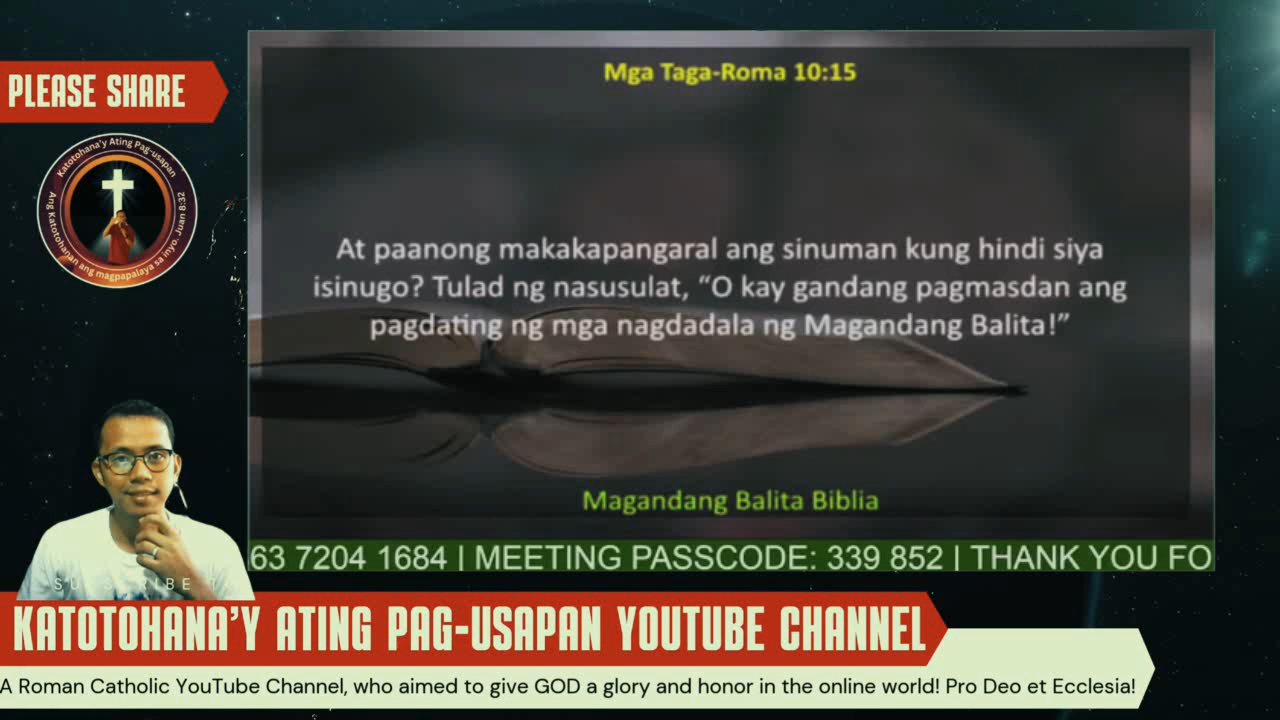 PLEASE SHARE
Katotohana'y Ating Pag-usapan
Ang Katotohanan ang magpapalaya sa inyo. Juan 8:32
Mga Taga-Roma 10:15
At paanong makakapangaral ang sinuman kung hindi siya
isinugo? Tulad ng nasusulat, “O kay gandang pagmasdan ang
pagdating ng mga nagdadala ng Magandang Balita!”
Magandang Balita Biblia
63 7204 1684 | MEETING PASSCODE: 339 852 | THANK YOU FO
SUBSCRIBE
KATOTOHANA'Y ATING PAG-USAPAN YOUTUBE CHANNEL
A Roman Catholic YouTube Channel, who aimed to give GOD a glory and honor in the online world! Pro Deo et Ecclesia!